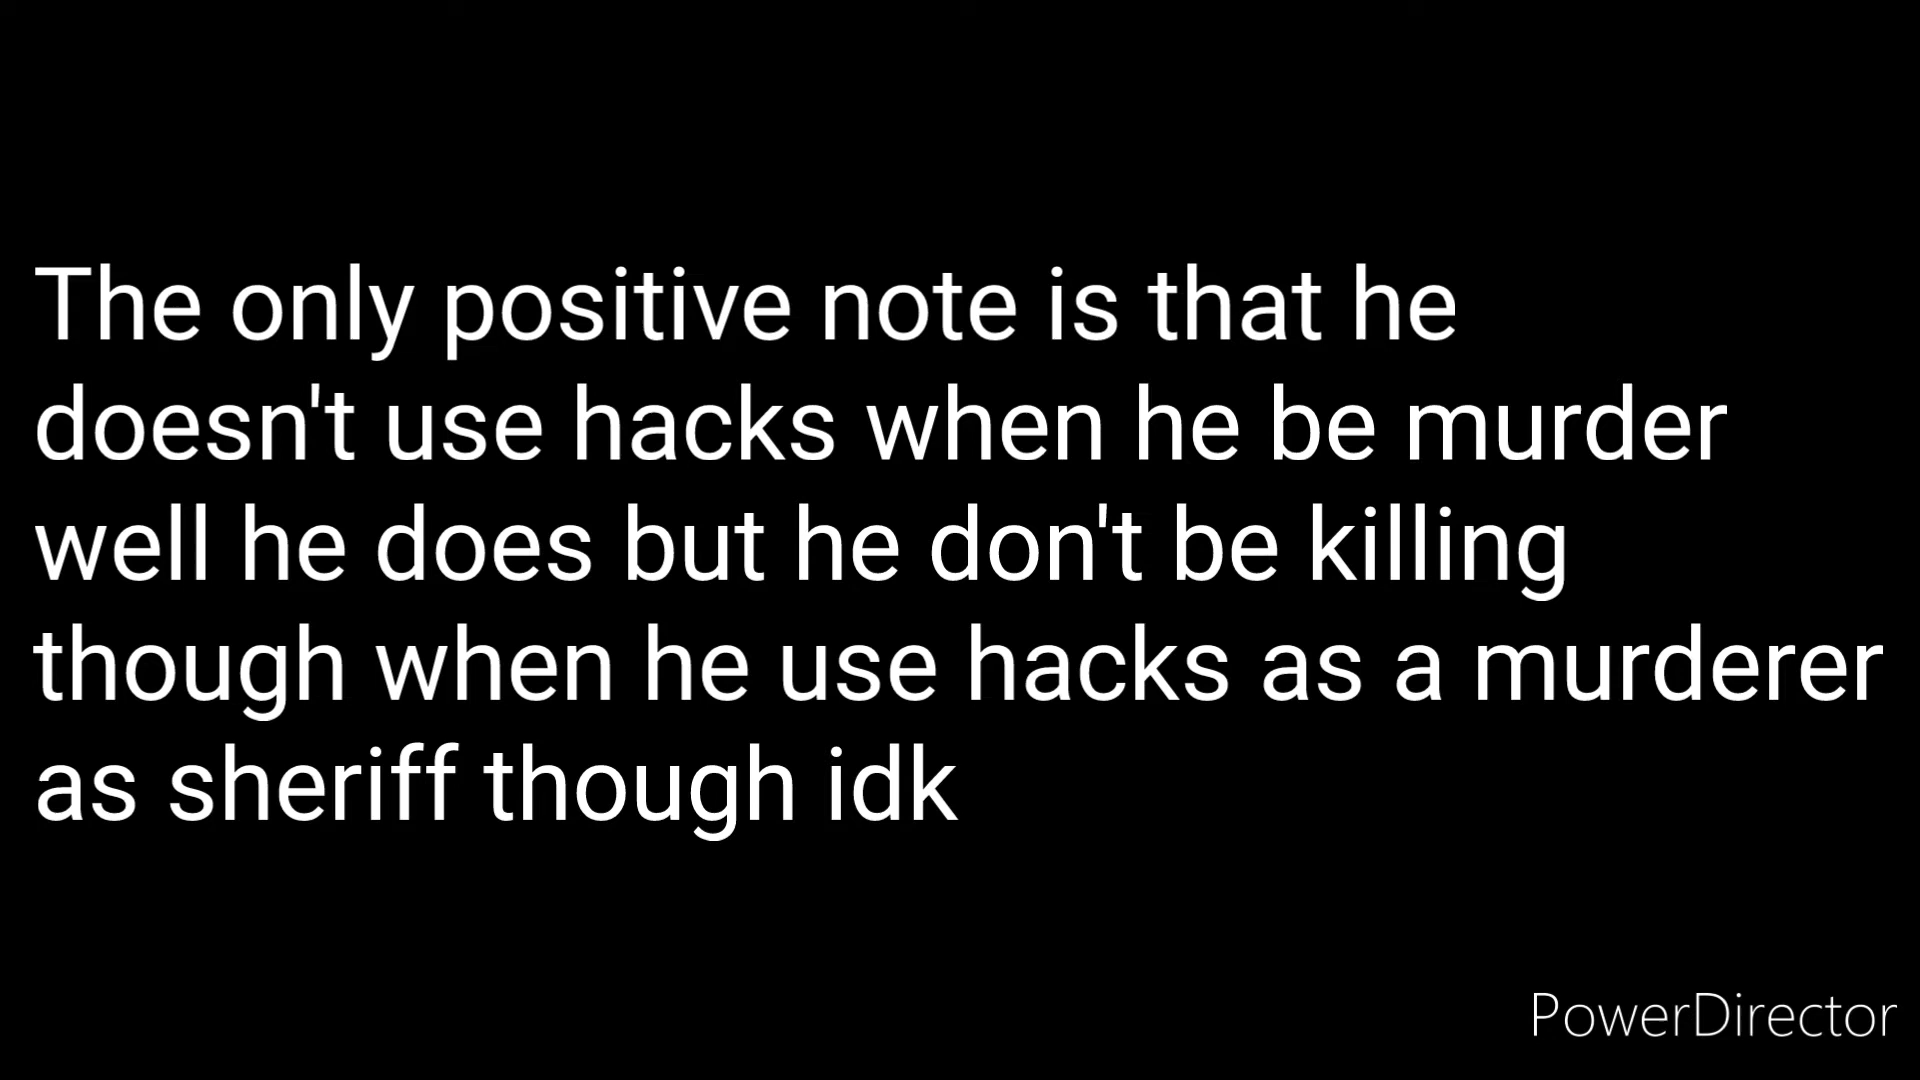 The only positive note is that he
doesn't use hacks when he be murder
well he does but he don't be killing
though when he use hacks as a murderer
as sheriff though idk
PowerDirector